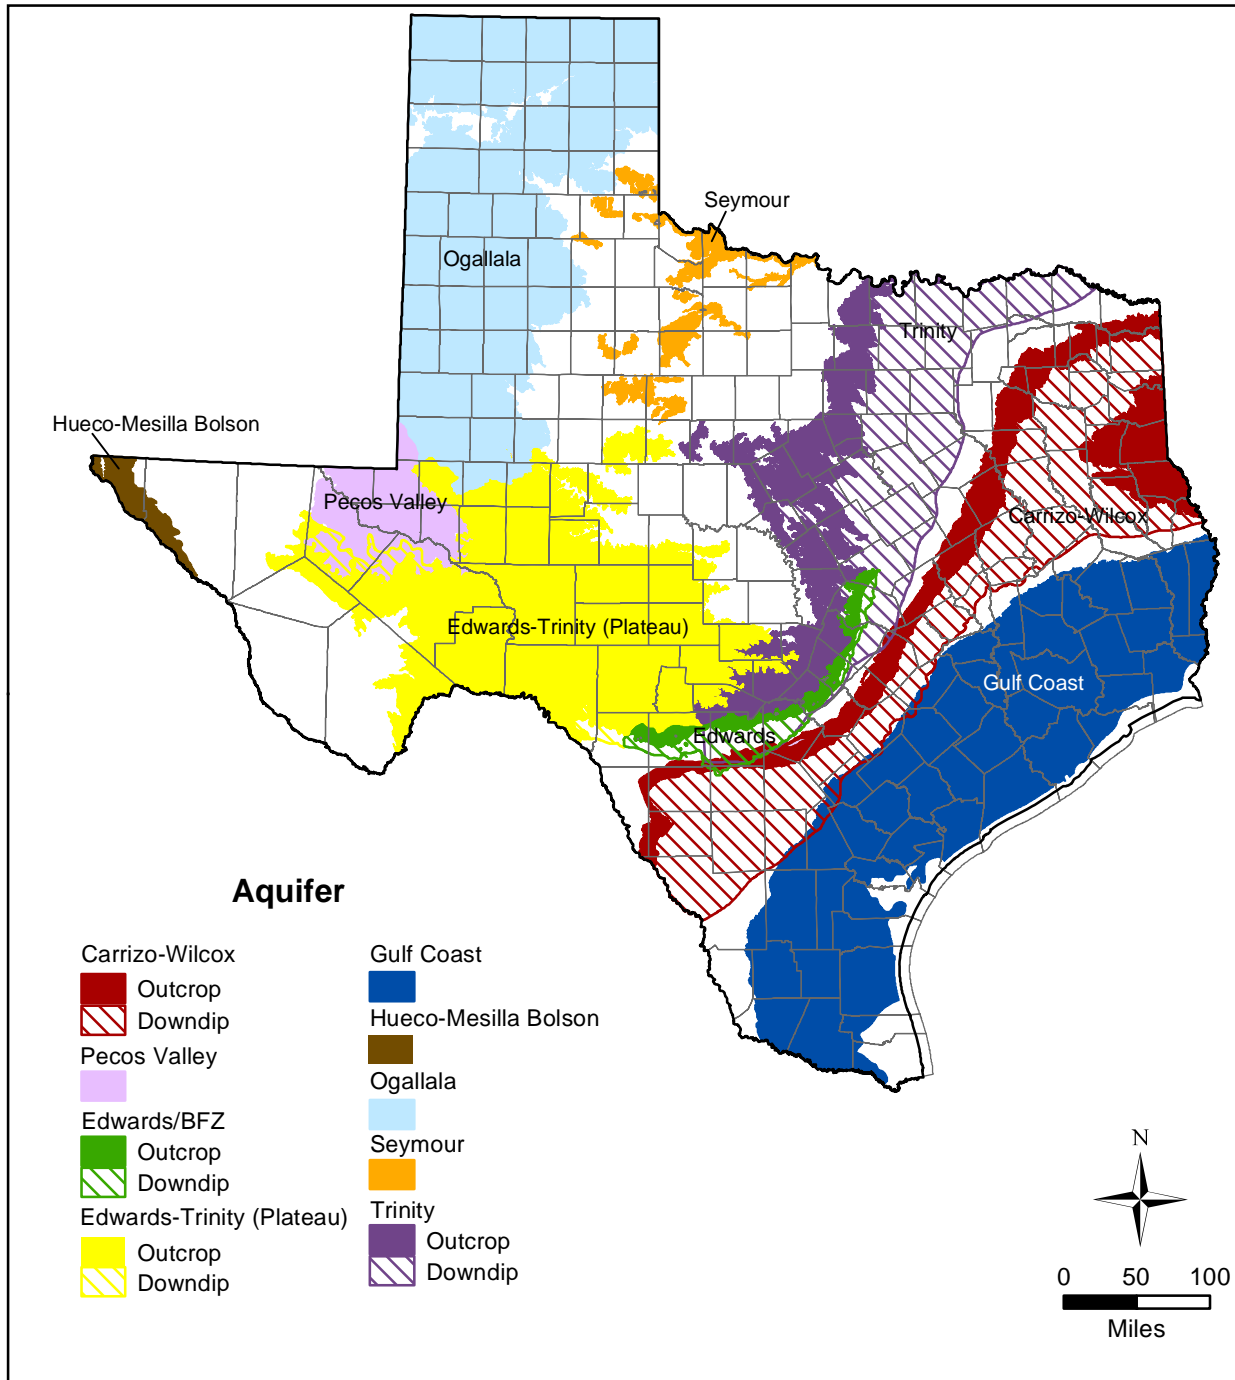 Seymour
Ogallala
Trinity
Hueco-Mesilla Bolson
Pecos Valley
Carrizo-Wilcox
Edwards-Trinity (Plateau)
Gulf Coast
Edwards
Aquifer
Carrizo-Wilcox
Outcrop
Downdip
Pecos Valley
Edwards/BFZ
Outcrop
Downdip
Edwards-Trinity (Plateau)
Outcrop
Downdip
Gulf Coast
Hueco-Mesilla Bolson
Ogallala
Seymour
Trinity
Outcrop
Downdip
N
0 50 100
Miles